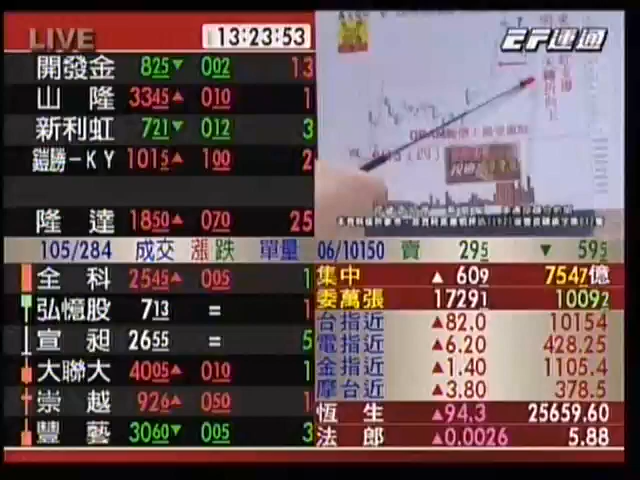 LIVE 13:23:53
開發金 825▼ 002 13
山隆 3345▲ 010 1
新利虹 721▼ 012 3
鎧勝-KY 1015▲ 100 2
隆達 1850▲ 070 25
105/284 成交 漲跌 單量
全科 2545▲ 005 1
弘憶股 713 = 1
宣昶 2655 = 5
大聯大 4005▲ 010 1
崇越 926▲ 050 1
豐藝 3060▼ 005 3
EF運通
06/10150 賣 295 ▼ 595
集中 ▲ 609 7547億
委萬張 17291 10092
台指近 ▲82.0 10154
電指近 ▲6.20 428.25
金指近 ▲1.40 1105.4
摩台近 ▲3.80 378.5
恆生 ▲94.3 25659.60
法郎 ▲0.0026 5.88